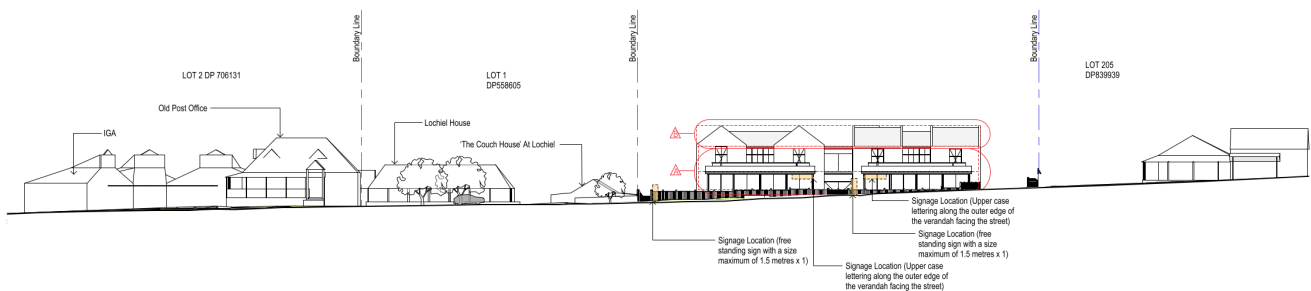 Boundary Line
Boundary Line
Boundary Line
LOT 2 DP 706131
LOT 1
DP558605
LOT 205
DP839939
Old Post Office
IGA
Lochiel House
'The Couch House' At Lochiel
B
A
Signage Location (Upper case
lettering along the outer edge of
the verandah facing the street)
Signage Location (free
standing sign with a size
maximum of 1.5 metres x 1)
Signage Location (free
standing sign with a size
maximum of 1.5 metres x 1)
Signage Location (Upper case
lettering along the outer edge of
the verandah facing the street)